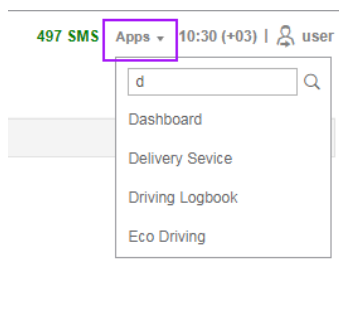 497 SMS Apps 10:30 (+03) | user
d
Dashboard
Delivery Sevice
Driving Logbook
Eco Driving